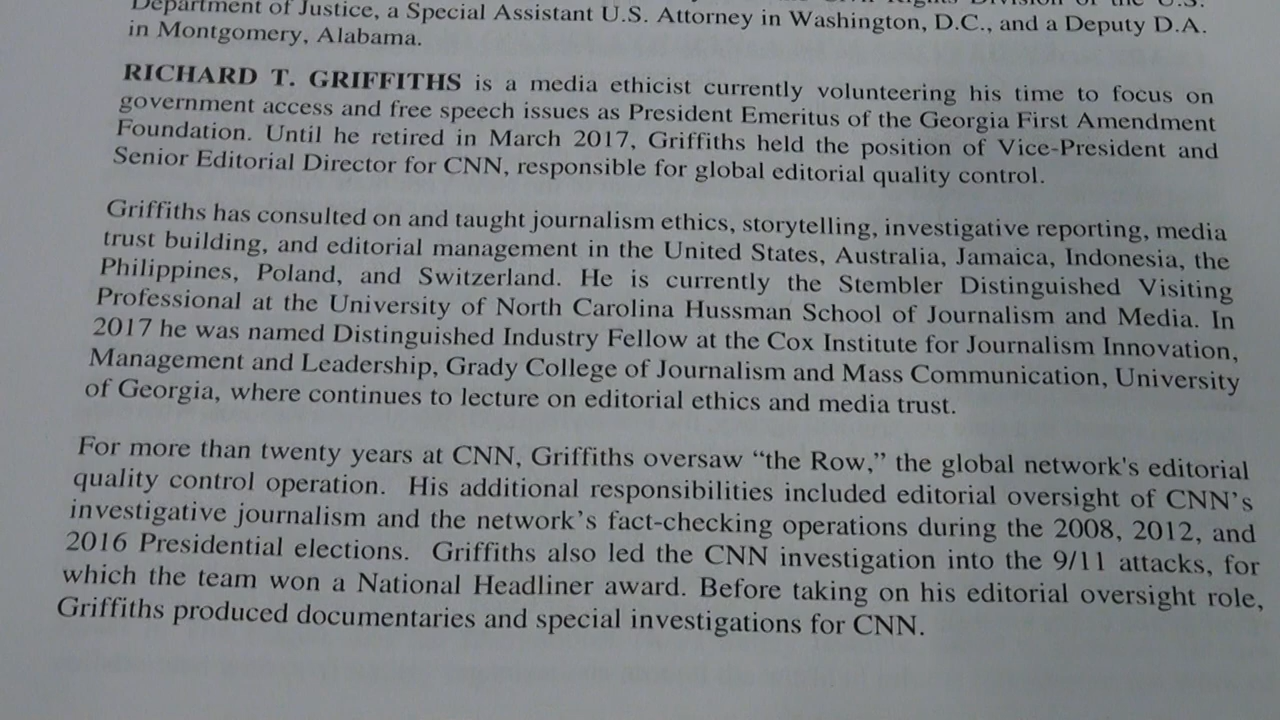 Department of Justice, a Special Assistant U.S. Attorney in Washington, D.C., and a Deputy D.A.
in Montgomery, Alabama.
RICHARD T. GRIFFITHS is a media ethicist currently volunteering his time to focus on
government access and free speech issues as President Emeritus of the Georgia First Amendment
Foundation. Until he retired in March 2017, Griffiths held the position of Vice-President and
Senior Editorial Director for CNN, responsible for global editorial quality control.
Griffiths has consulted on and taught journalism ethics, storytelling, investigative reporting, media
trust building, and editorial management in the United States, Australia, Jamaica, Indonesia, the
Philippines, Poland, and Switzerland. He is currently the Stembler Distinguished Visiting
Professional at the University of North Carolina Hussman School of Journalism and Media. In
2017 he was named Distinguished Industry Fellow at the Cox Institute for Journalism Innovation,
Management and Leadership, Grady College of Journalism and Mass Communication, University
of Georgia, where continues to lecture on editorial ethics and media trust.
For more than twenty years at CNN, Griffiths oversaw “the Row,” the global network's editorial
quality control operation. His additional responsibilities included editorial oversight of CNN’s
investigative journalism and the network’s fact-checking operations during the 2008, 2012, and
2016 Presidential elections. Griffiths also led the CNN investigation into the 9/11 attacks, for
which the team won a National Headliner award. Before taking on his editorial oversight role,
Griffiths produced documentaries and special investigations for CNN.